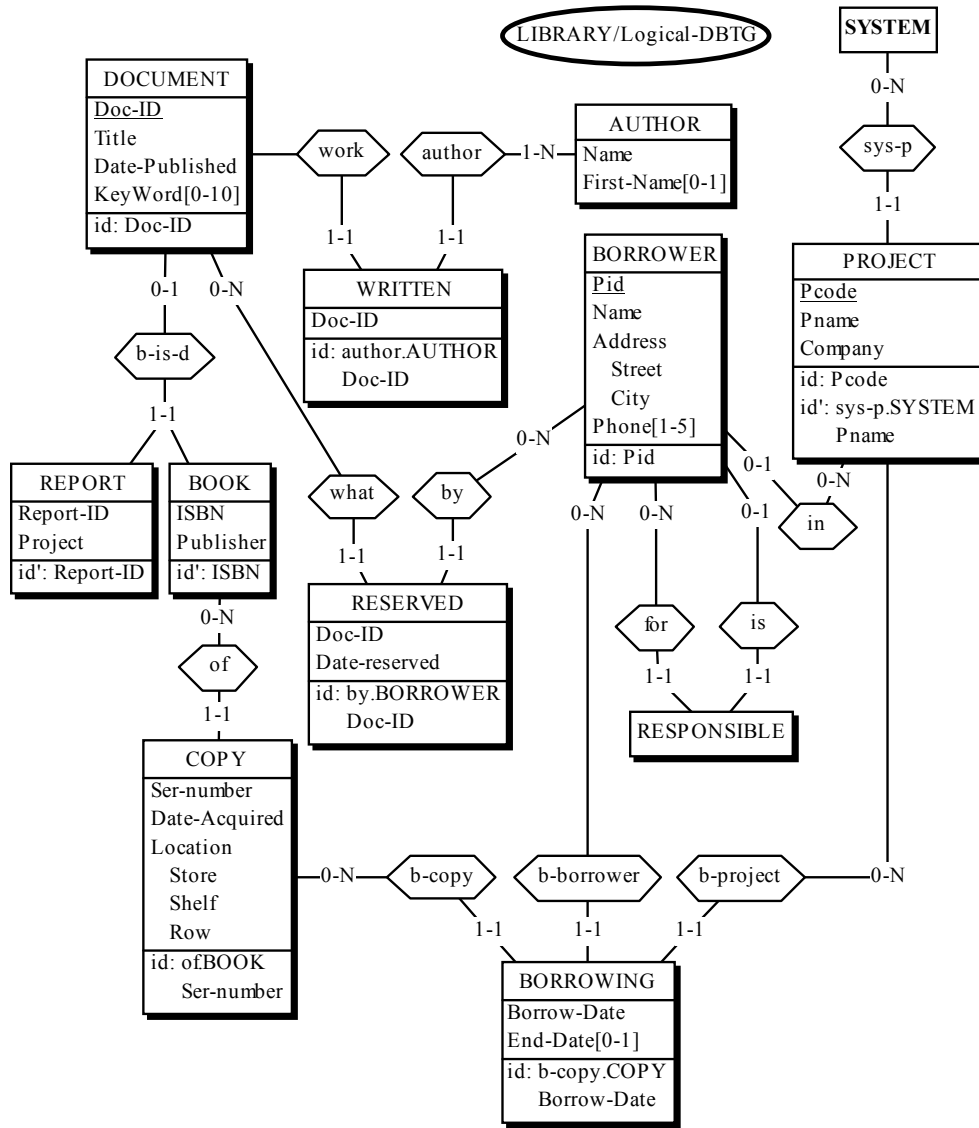 LIBRARY/Logical-DBTG
SYSTEM
0-N
sys-p
1-1
DOCUMENT
Doc-ID
Title
Date-Published
KeyWord[0-10]
id: Doc-ID
work
author
1-N
AUTHOR
Name
First-Name[0-1]
1-1
1-1
WRITTEN
Doc-ID
id: author.AUTHOR
Doc-ID
BORROWER
Pid
Name
Address
Street
City
Phone[1-5]
id: Pid
PROJECT
Pcode
Pname
Company
id: Pcode
id': sys-p.SYSTEM
Pname
0-1
0-N
b-is-d
1-1
REPORT
Report-ID
Project
id': Report-ID
BOOK
ISBN
Publisher
id': ISBN
what
by
0-N
1-1
1-1
0-1
in
0-N
0-N
0-N
0-1
RESERVED
Doc-ID
Date-reserved
id: by.BORROWER
Doc-ID
for
is
1-1
1-1
RESPONSIBLE
0-N
of
1-1
COPY
Ser-number
Date-Acquired
Location
Store
Shelf
Row
id: of.BOOK
Ser-number
0-N
b-copy
b-borrower
b-project
0-N
1-1
1-1
1-1
BORROWING
Borrow-Date
End-Date[0-1]
id: b-copy.COPY
Borrow-Date